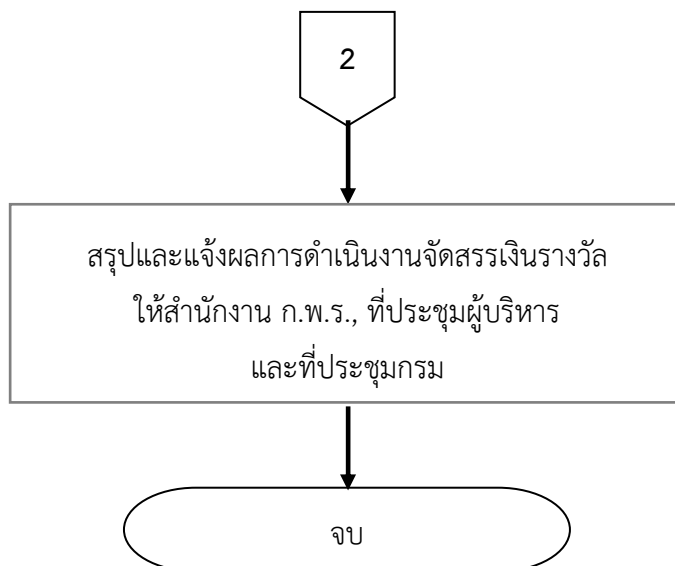 2
สรุปและแจ้งผลการดำเนินงานจัดสรรเงินรางวัล
ให้สำนักงาน ก.พ.ร., ที่ประชุมผู้บริหาร
และที่ประชุมกรม
จบ